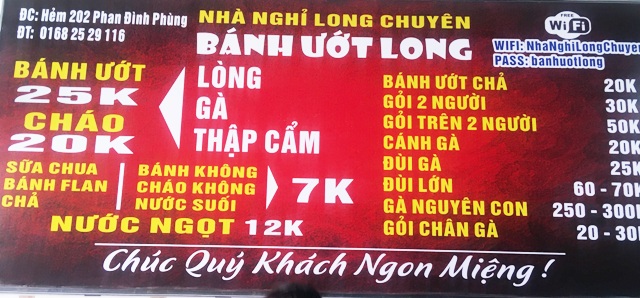 ĐC: Hẻm 202 Phan Đình Phùng
ĐT: 0168 25 29 116
NHÀ NGHỈ LONG CHUYÊN
BÁNH ƯỚT LONG
FREE
Wi Fi
WIFI: NhaNghiLongChuyen
PASS: banhuotlong
BÁNH ƯỚT
25K
CHÁO
20K
LÒNG
GÀ
THẬP CẨM
SỮA CHUA
BÁNH FLAN
CHẢ
BÁNH KHÔNG
CHÁO KHÔNG
NƯỚC SUỐI
7K
NƯỚC NGỌT 12K
BÁNH ƯỚT CHẢ 20K
GỎI 2 NGƯỜI 30K
GỎI TRÊN 2 NGƯỜI 50K
CÁNH GÀ 20K
ĐÙI GÀ 25K
ĐÙI LỚN 60 - 70K
GÀ NGUYÊN CON 250 - 300K
GỎI CHÂN GÀ 20 - 30K
Chúc Quý Khách Ngon Miệng !